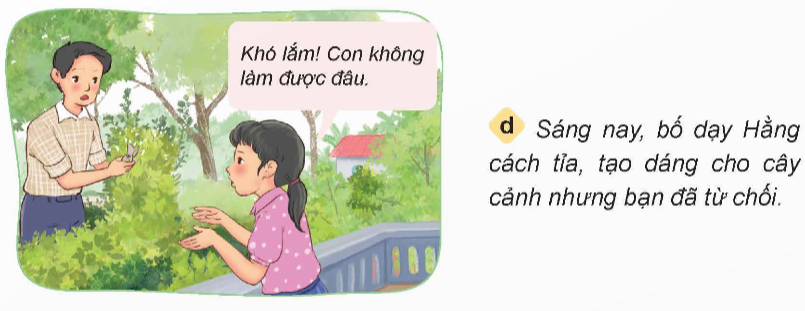 Khó lắm! Con không
làm được đâu.
d Sáng nay, bố dạy Hằng
cách tỉa, tạo dáng cho cây
cảnh nhưng bạn đã từ chối.